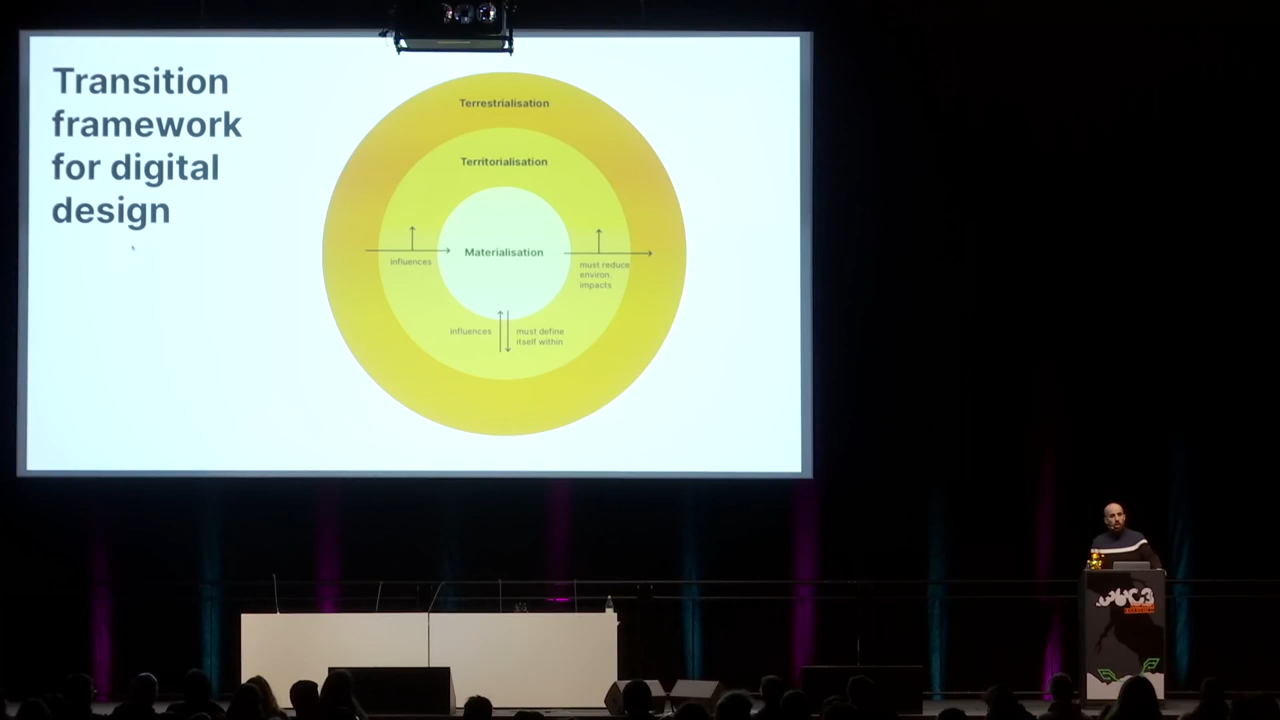 Transition
framework
for digital
design
Terrestrialisation
Territorialisation
Materialisation
influences
must reduce
environ.
impacts
influences
must define
itself within